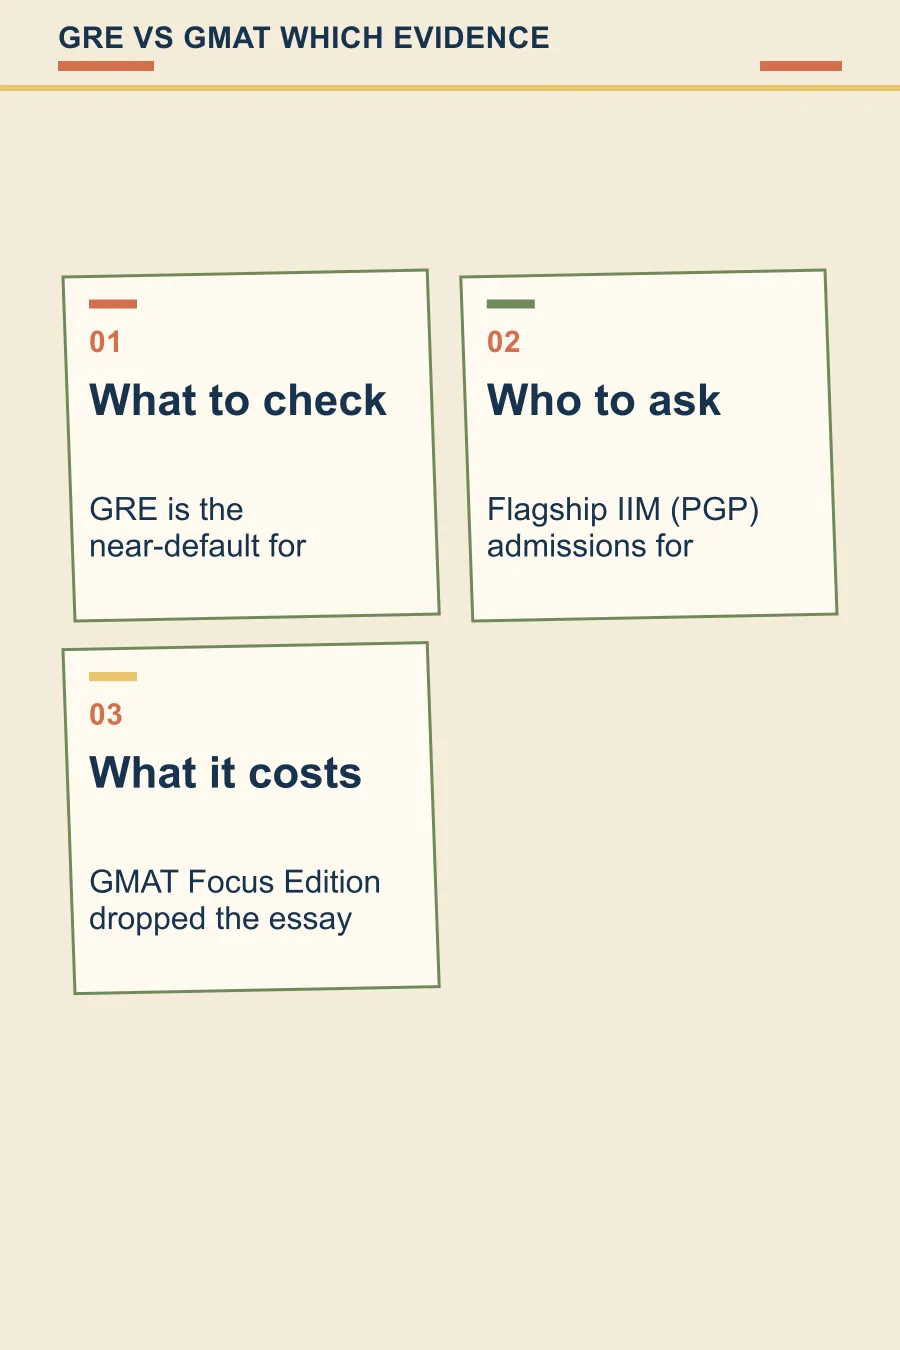 GRE VS GMAT WHICH EVIDENCE
01
What to check
GRE is the
near-default for
02
Who to ask
Flagship IIM (PGP)
admissions for
03
What it costs
GMAT Focus Edition
dropped the essay